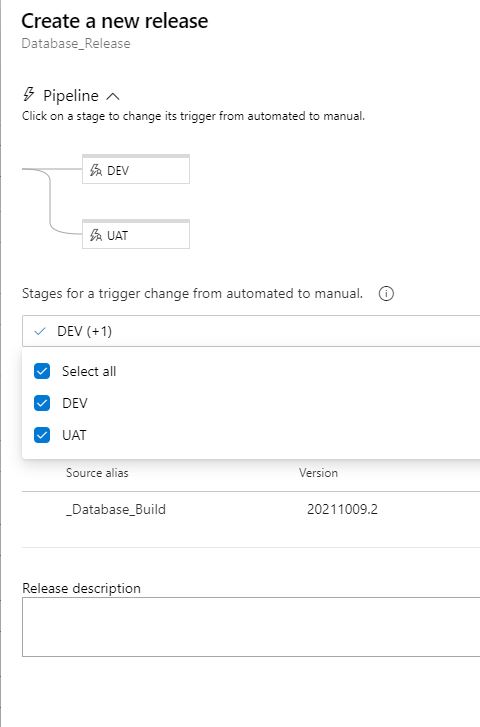 Create a new release
Database_Release
Pipeline
Click on a stage to change its trigger from automated to manual.
DEV
UAT
Stages for a trigger change from automated to manual.
DEV (+1)
Select all
DEV
UAT
Source alias Version
_Database_Build 20211009.2
Release description